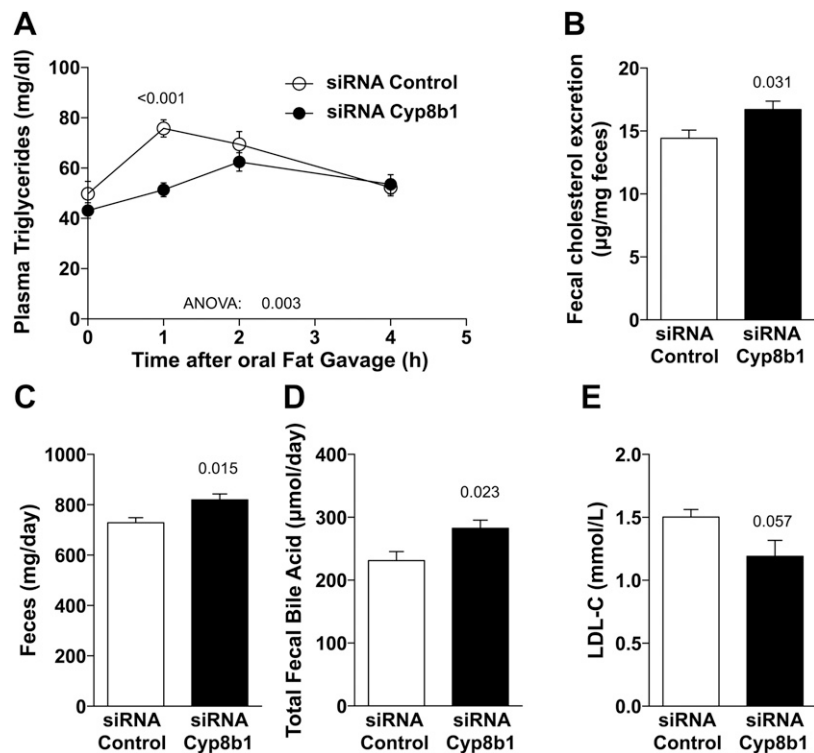 A
Plasma Triglycerides (mg/dl)
100
80
60
40
20
0
<0.001
siRNA Control
siRNA Cyp8b1
ANOVA: 0.003
0 1 2 3 4 5
Time after oral Fat Gavage (h)
B
Fecal cholesterol excretion
(µg/mg feces)
20
15
10
5
0
0.031
siRNA siRNA
Control Cyp8b1
C
Feces (mg/day)
1000
800
600
400
200
0
0.015
siRNA siRNA
Control Cyp8b1
D
Total Fecal Bile Acid (µmol/day)
400
300
200
100
0
0.023
siRNA siRNA
Control Cyp8b1
E
LDL-C (mmol/L)
2.0
1.5
1.0
0.5
0.0
0.057
siRNA siRNA
Control Cyp8b1